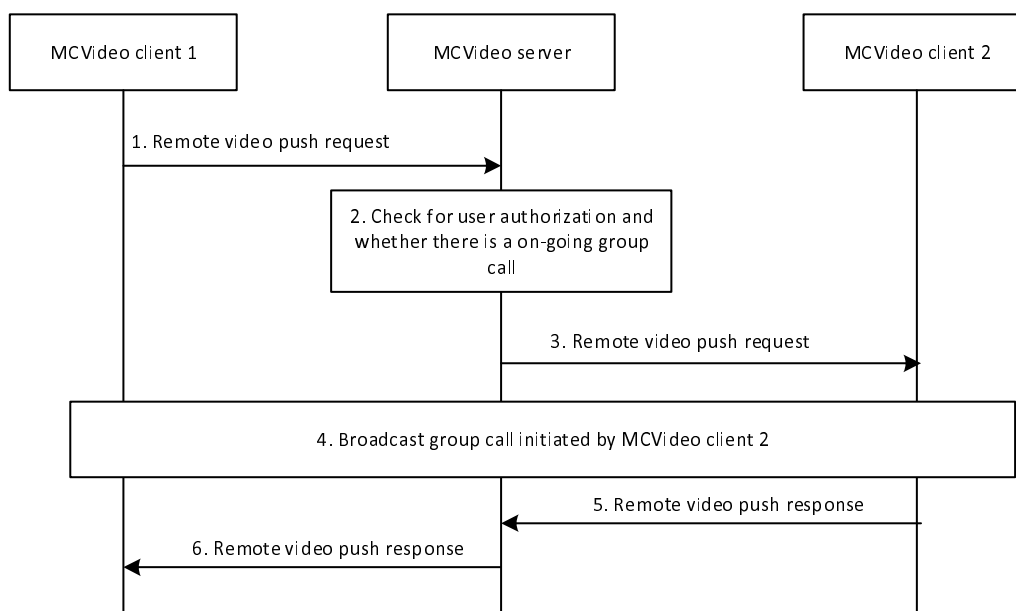 MCVideo client 1
MCVideo server
MCVideo client 2
1. Remote video push request
2. Check for user authorization and
whether there is a on-going group
call
3. Remote video push request
4. Broadcast group call initiated by MCVideo client 2
5. Remote video push response
6. Remote video push response